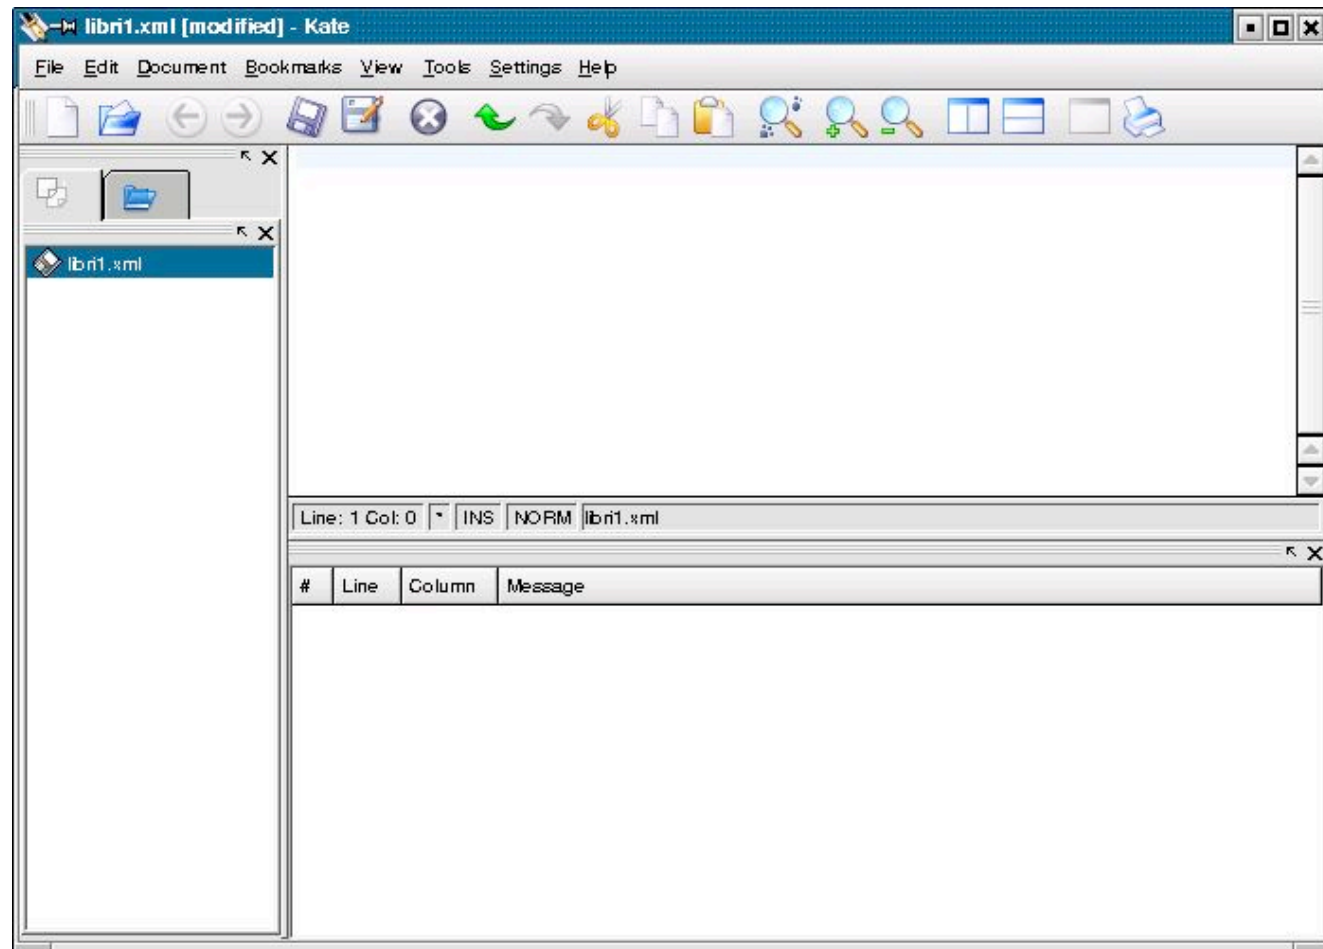 libri1.xml [modified] - Kate
File Edit Document Bookmarks View Tools Settings Help
libri1.xml
Line: 1 Col: 0 * INS NORM libri1.xml
# Line Column Message